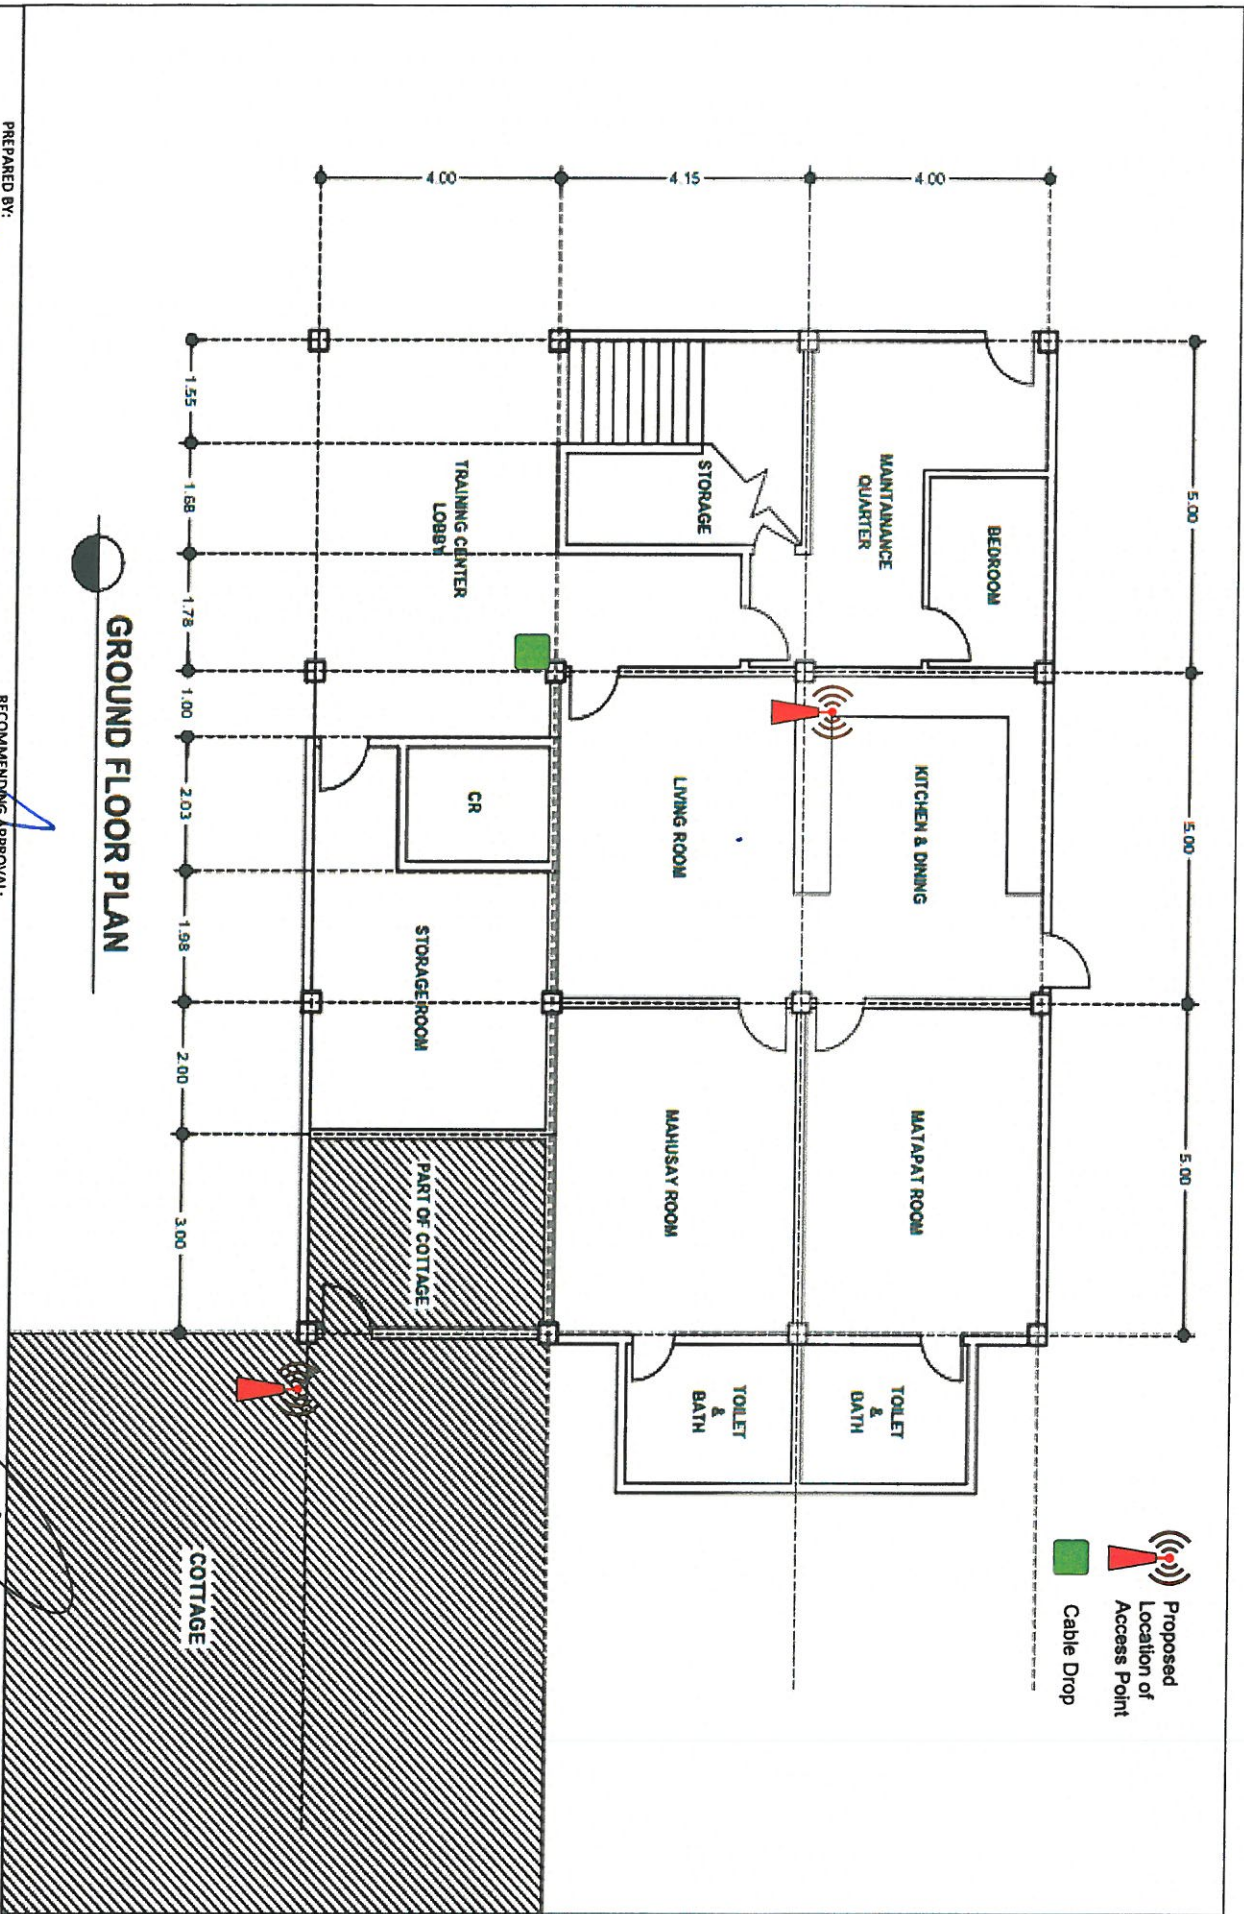 Proposed
Location of
Access Point
Cable Drop
5.00
5.00
5.00
4.00
4.15
4.00
BEDROOM
MAINTAINANCE
QUARTER
KITCHEN & DINING
MATAPAT ROOM
TOILET
&
BATH
STORAGE
LIVING ROOM
MAHUSAY ROOM
TOILET
&
BATH
TRAINING CENTER
LOBBY
CR
STORAGE ROOM
PART OF COTTAGE
COTTAGE
1.55
1.68
1.78
1.00
2.03
1.98
2.00
3.00
GROUND FLOOR PLAN
PREPARED BY:
RECOMMENDING APPROVAL: